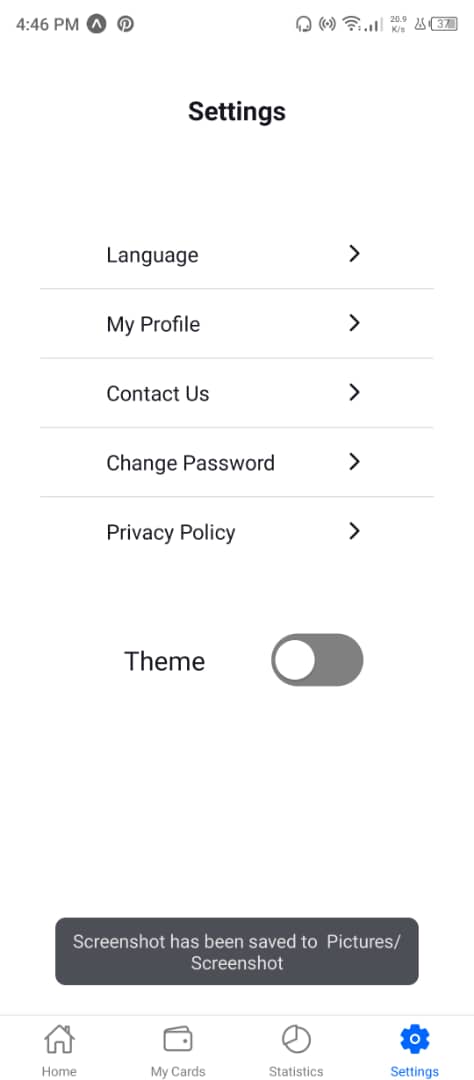 4:46 PM
20.9
K/s
37
Settings
Language
My Profile
Contact Us
Change Password
Privacy Policy
Theme
Screenshot has been saved to Pictures/
Screenshot
Home
My Cards
Statistics
Settings